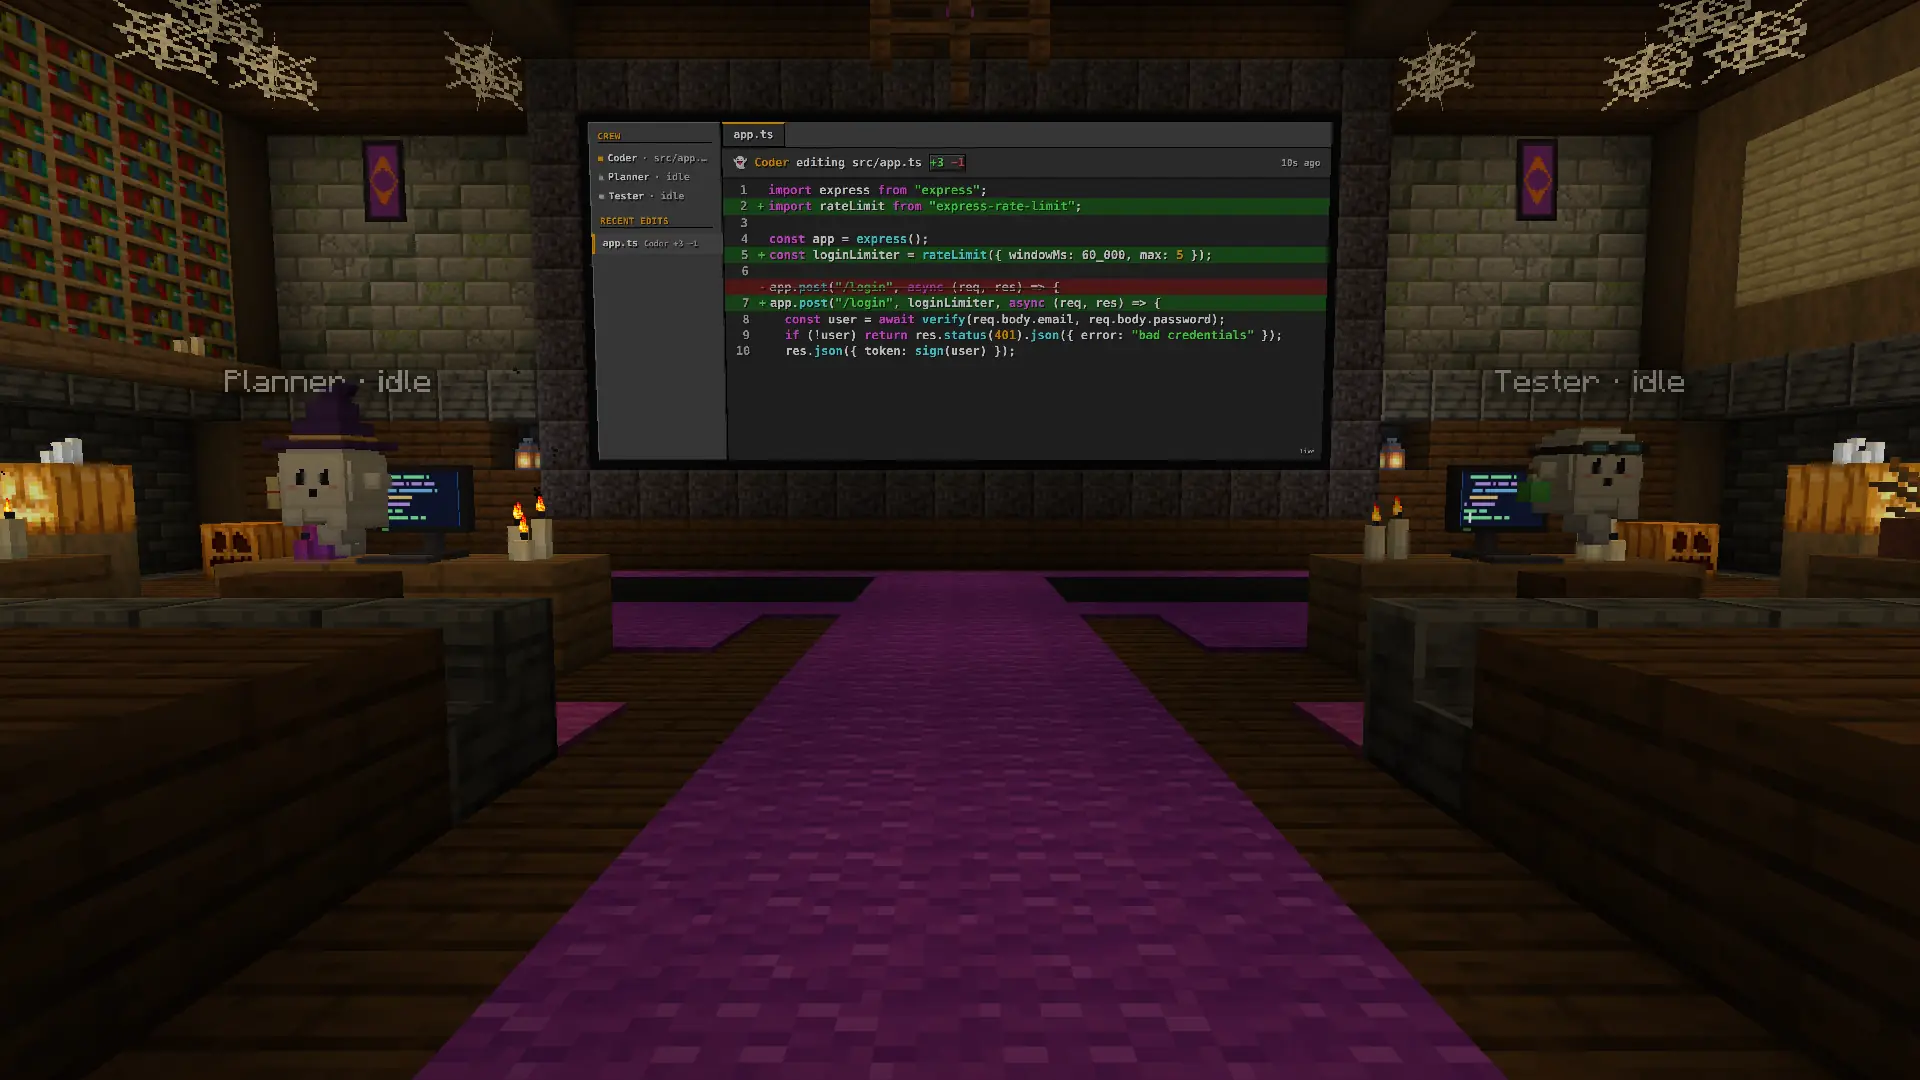 CREW
Coder · src/app.…
Planner · idle
Tester · idle
RECENT EDITS
app.ts Coder +3 -1
app.ts
Coder editing src/app.ts +3 -1
10s ago
1 import express from "express";
2 + import rateLimit from "express-rate-limit";
3
4 const app = express();
5 + const loginLimiter = rateLimit({ windowMs: 60_000, max: 5 });
6
- app.post("/login", async (req, res) => {
7 + app.post("/login", loginLimiter, async (req, res) => {
8 const user = await verify(req.body.email, req.body.password);
9 if (!user) return res.status(401).json({ error: "bad credentials" });
10 res.json({ token: sign(user) });
live
Planner · idle
Tester · idle